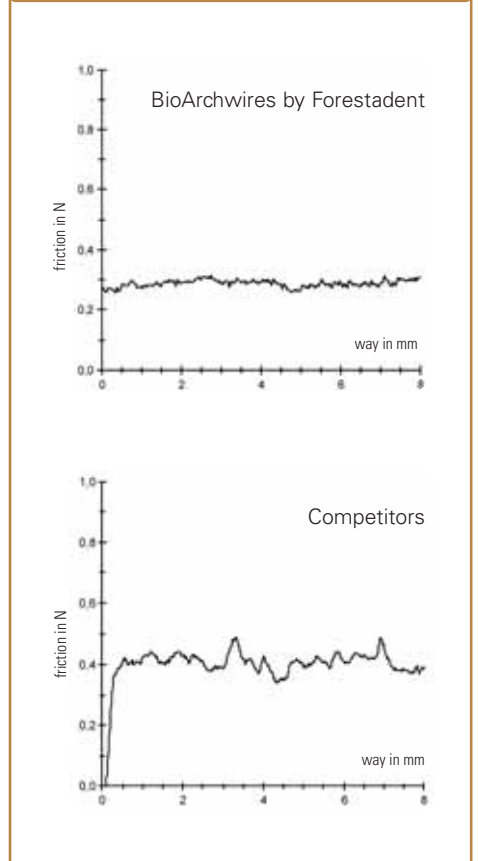 1,0
BioArchwires by Forestadent
0,8
friction in N
0,6
0,4
0,2
way in mm
0,0
0 2 4 6 8
1,0
Competitors
0,8
friction in N
0,6
0,4
0,2
way in mm
0,0
0 2 4 6 8